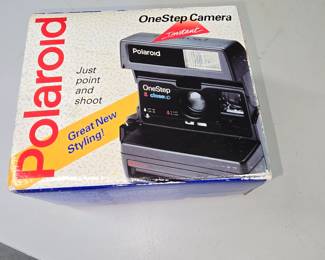 Polaroid
OneStep Camera
Instant
Just
point
and
shoot
Great New
Styling!
Polaroid
OneStep